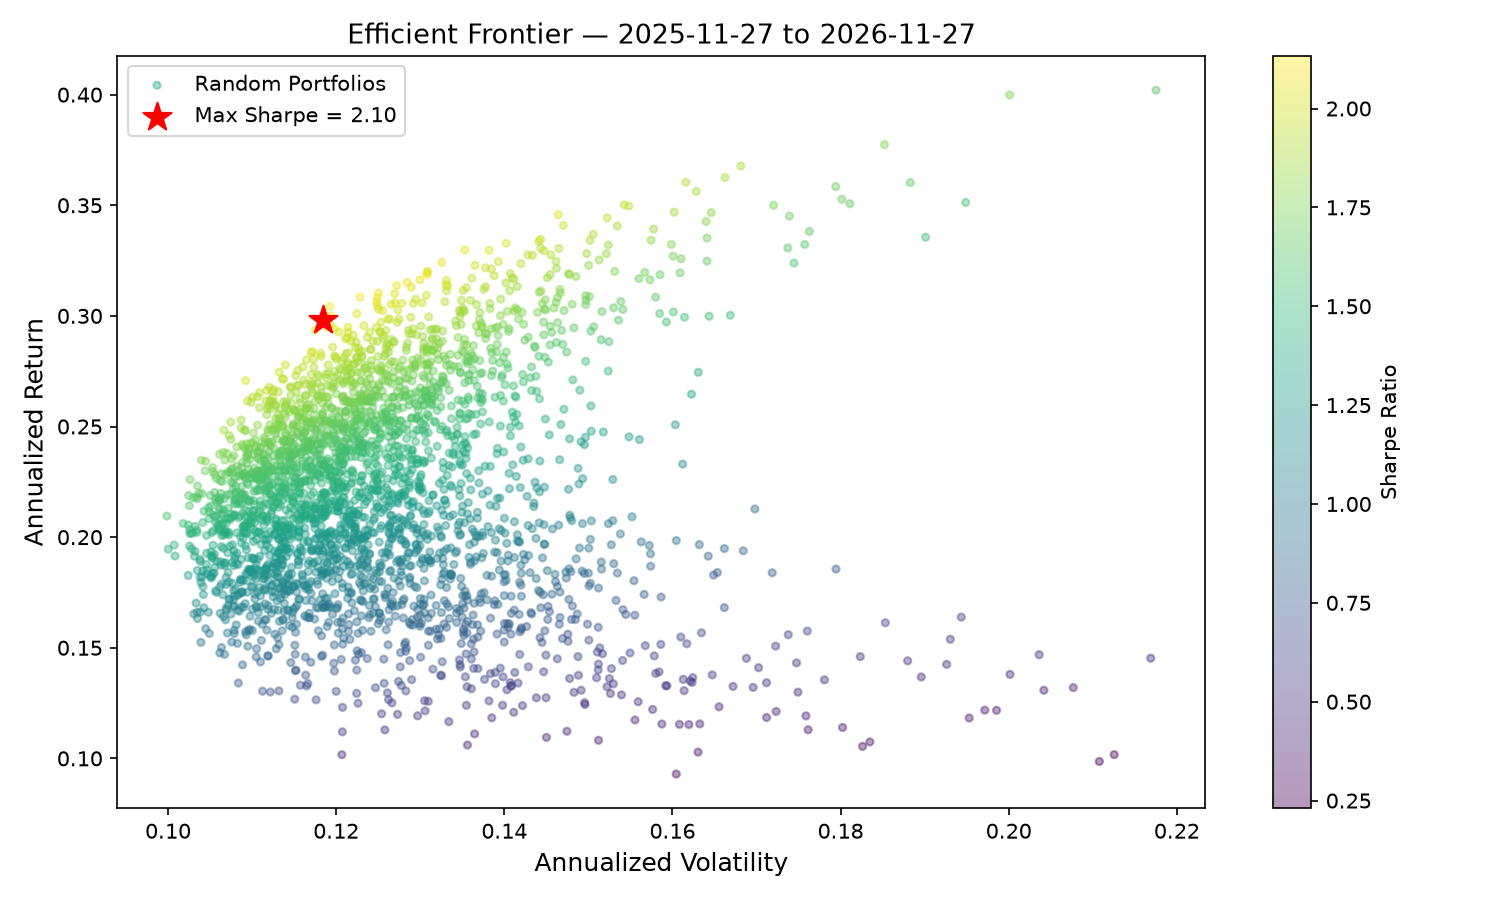 Efficient Frontier — 2025-11-27 to 2026-11-27
Random Portfolios
Max Sharpe = 2.10
0.40
0.35
0.30
0.25
0.20
0.15
0.10
Annualized Return
0.10 0.12 0.14 0.16 0.18 0.20 0.22
Annualized Volatility
2.00
1.75
1.50
1.25
1.00
0.75
0.50
0.25
Sharpe Ratio